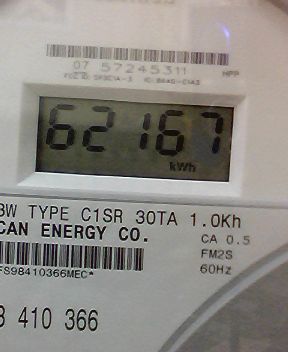 07 57245311
62167
kWh
3W TYPE C1SR 30TA 1.0Kh
CAN ENERGY CO.
CA 0.5
FM2S
60Hz
FS98410366MEC*
410 366